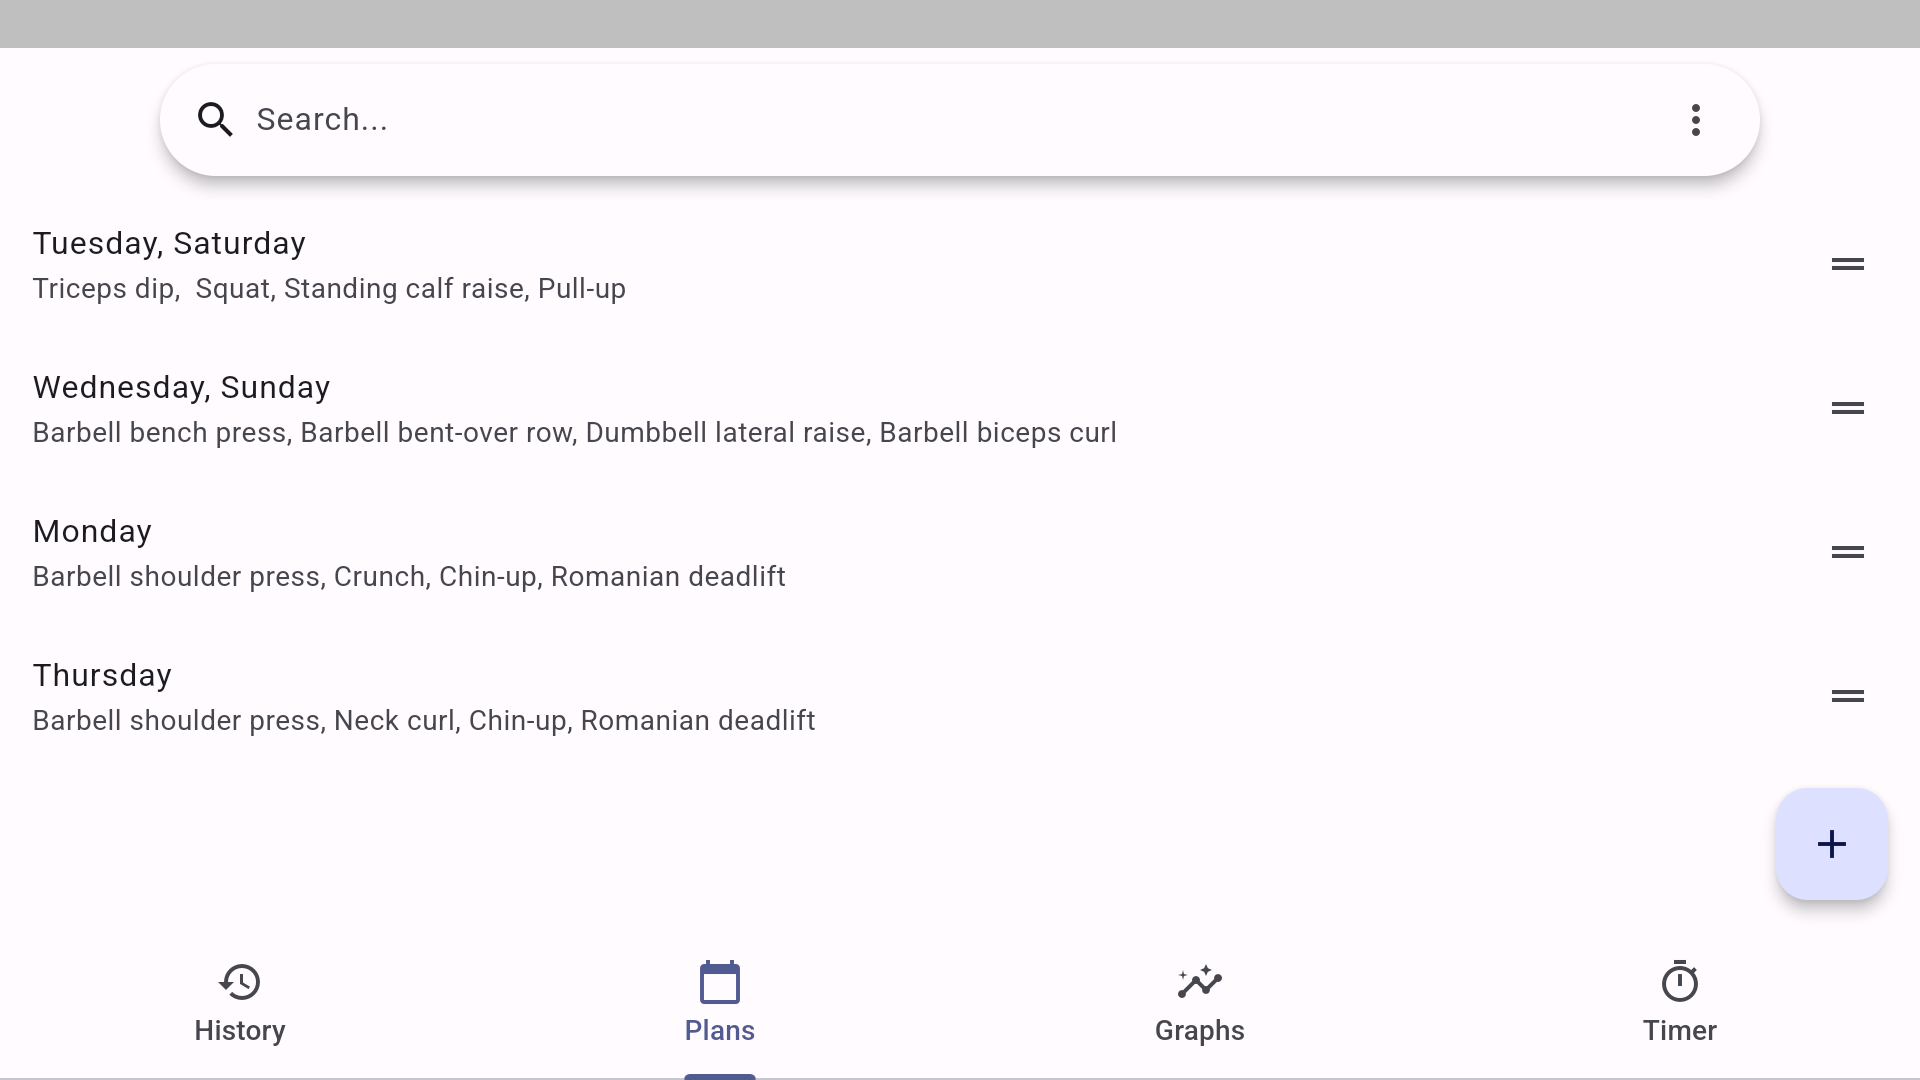 Search...
Tuesday, Saturday
Triceps dip,  Squat, Standing calf raise, Pull-up
Wednesday, Sunday
Barbell bench press, Barbell bent-over row, Dumbbell lateral raise, Barbell biceps curl
Monday
Barbell shoulder press, Crunch, Chin-up, Romanian deadlift
Thursday
Barbell shoulder press, Neck curl, Chin-up, Romanian deadlift
History
Plans
Graphs
Timer